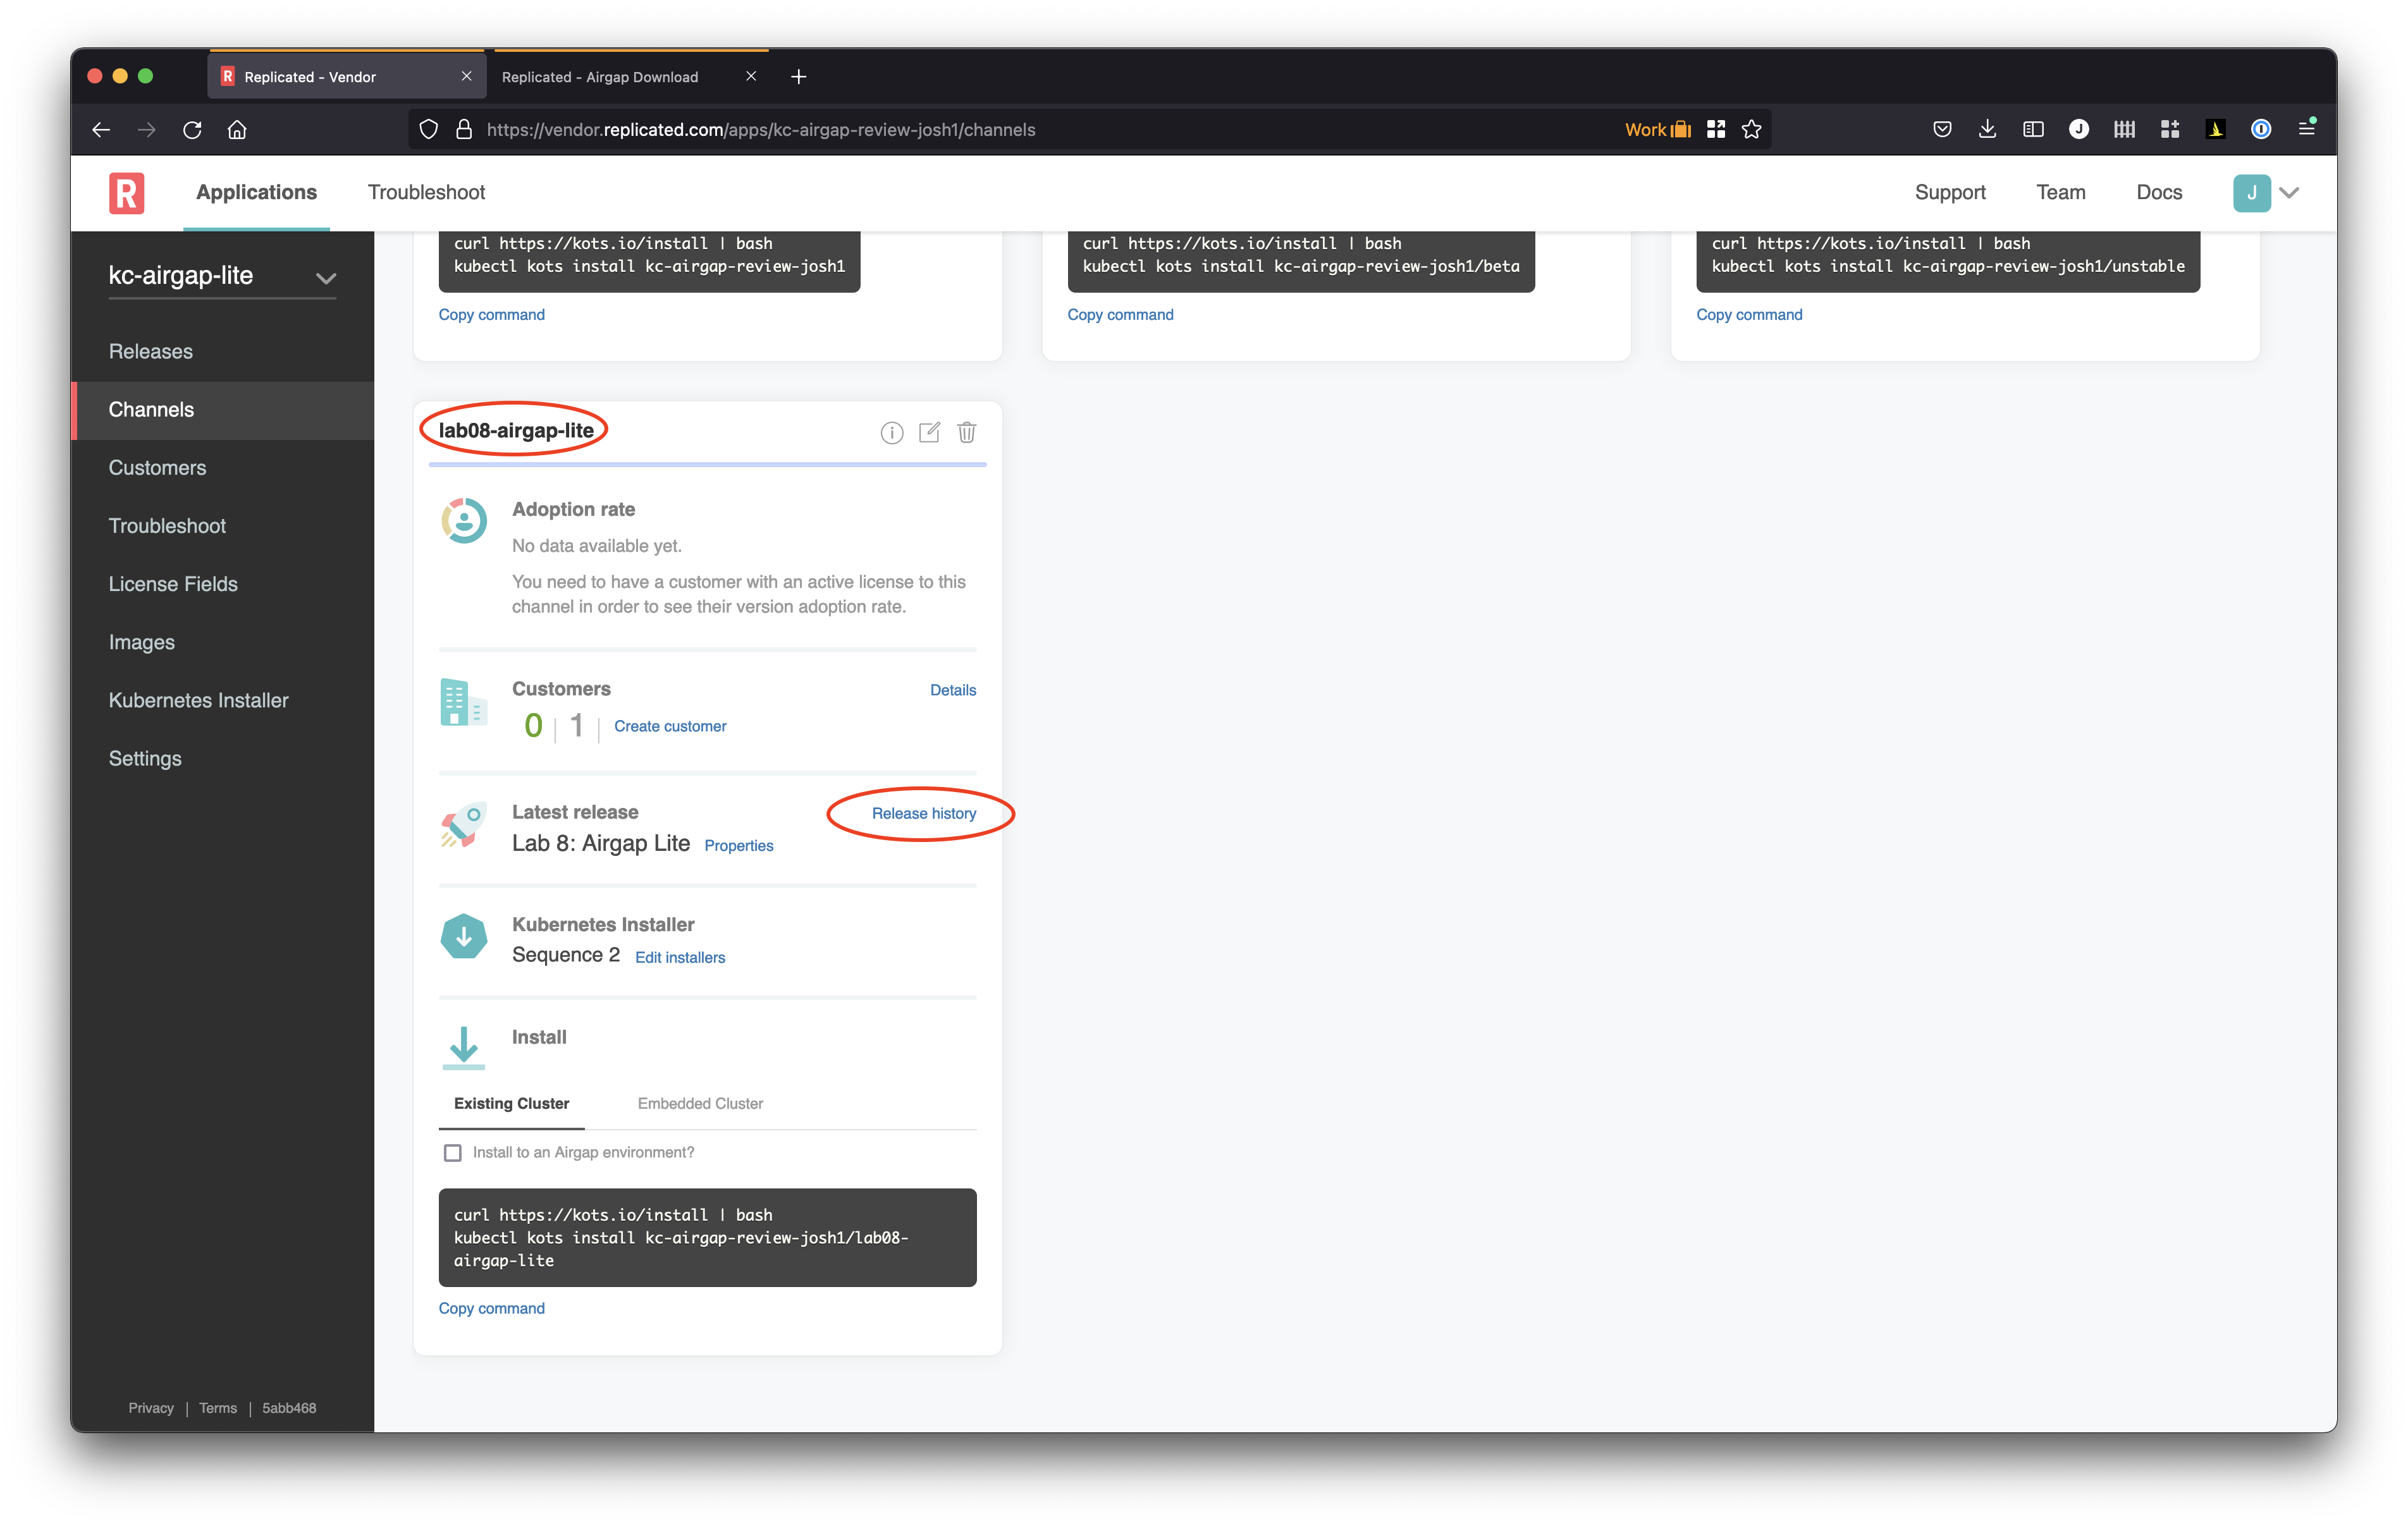 Replicated - Vendor
Replicated - Airgap Download
https://vendor.replicated.com/apps/kc-airgap-review-josh1/channels
Work
J
R
Applications
Troubleshoot
Support
Team
Docs
J
kc-airgap-lite
Releases
Channels
Customers
Troubleshoot
License Fields
Images
Kubernetes Installer
Settings
Privacy | Terms | 5abb468
curl https://kots.io/install | bash
kubectl kots install kc-airgap-review-josh1
Copy command
curl https://kots.io/install | bash
kubectl kots install kc-airgap-review-josh1/beta
Copy command
curl https://kots.io/install | bash
kubectl kots install kc-airgap-review-josh1/unstable
Copy command
lab08-airgap-lite
Adoption rate
No data available yet.
You need to have a customer with an active license to this
channel in order to see their version adoption rate.
Customers
Details
0 | 1 | Create customer
Latest release
Release history
Lab 8: Airgap Lite Properties
Kubernetes Installer
Sequence 2 Edit installers
Install
Existing Cluster
Embedded Cluster
Install to an Airgap environment?
curl https://kots.io/install | bash
kubectl kots install kc-airgap-review-josh1/lab08-
airgap-lite
Copy command